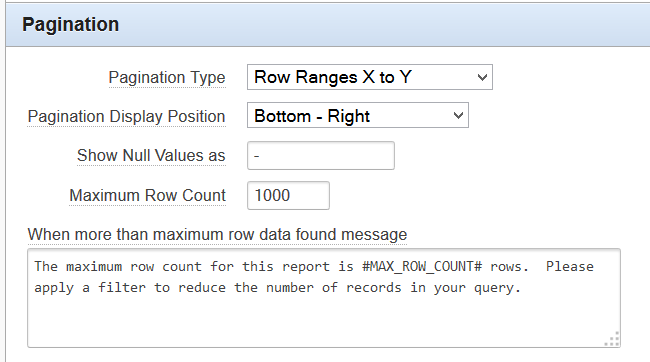 Pagination
Pagination Type Row Ranges X to Y
Pagination Display Position Bottom - Right
Show Null Values as -
Maximum Row Count 1000
When more than maximum row data found message
The maximum row count for this report is #MAX_ROW_COUNT# rows.  Please
apply a filter to reduce the number of records in your query.